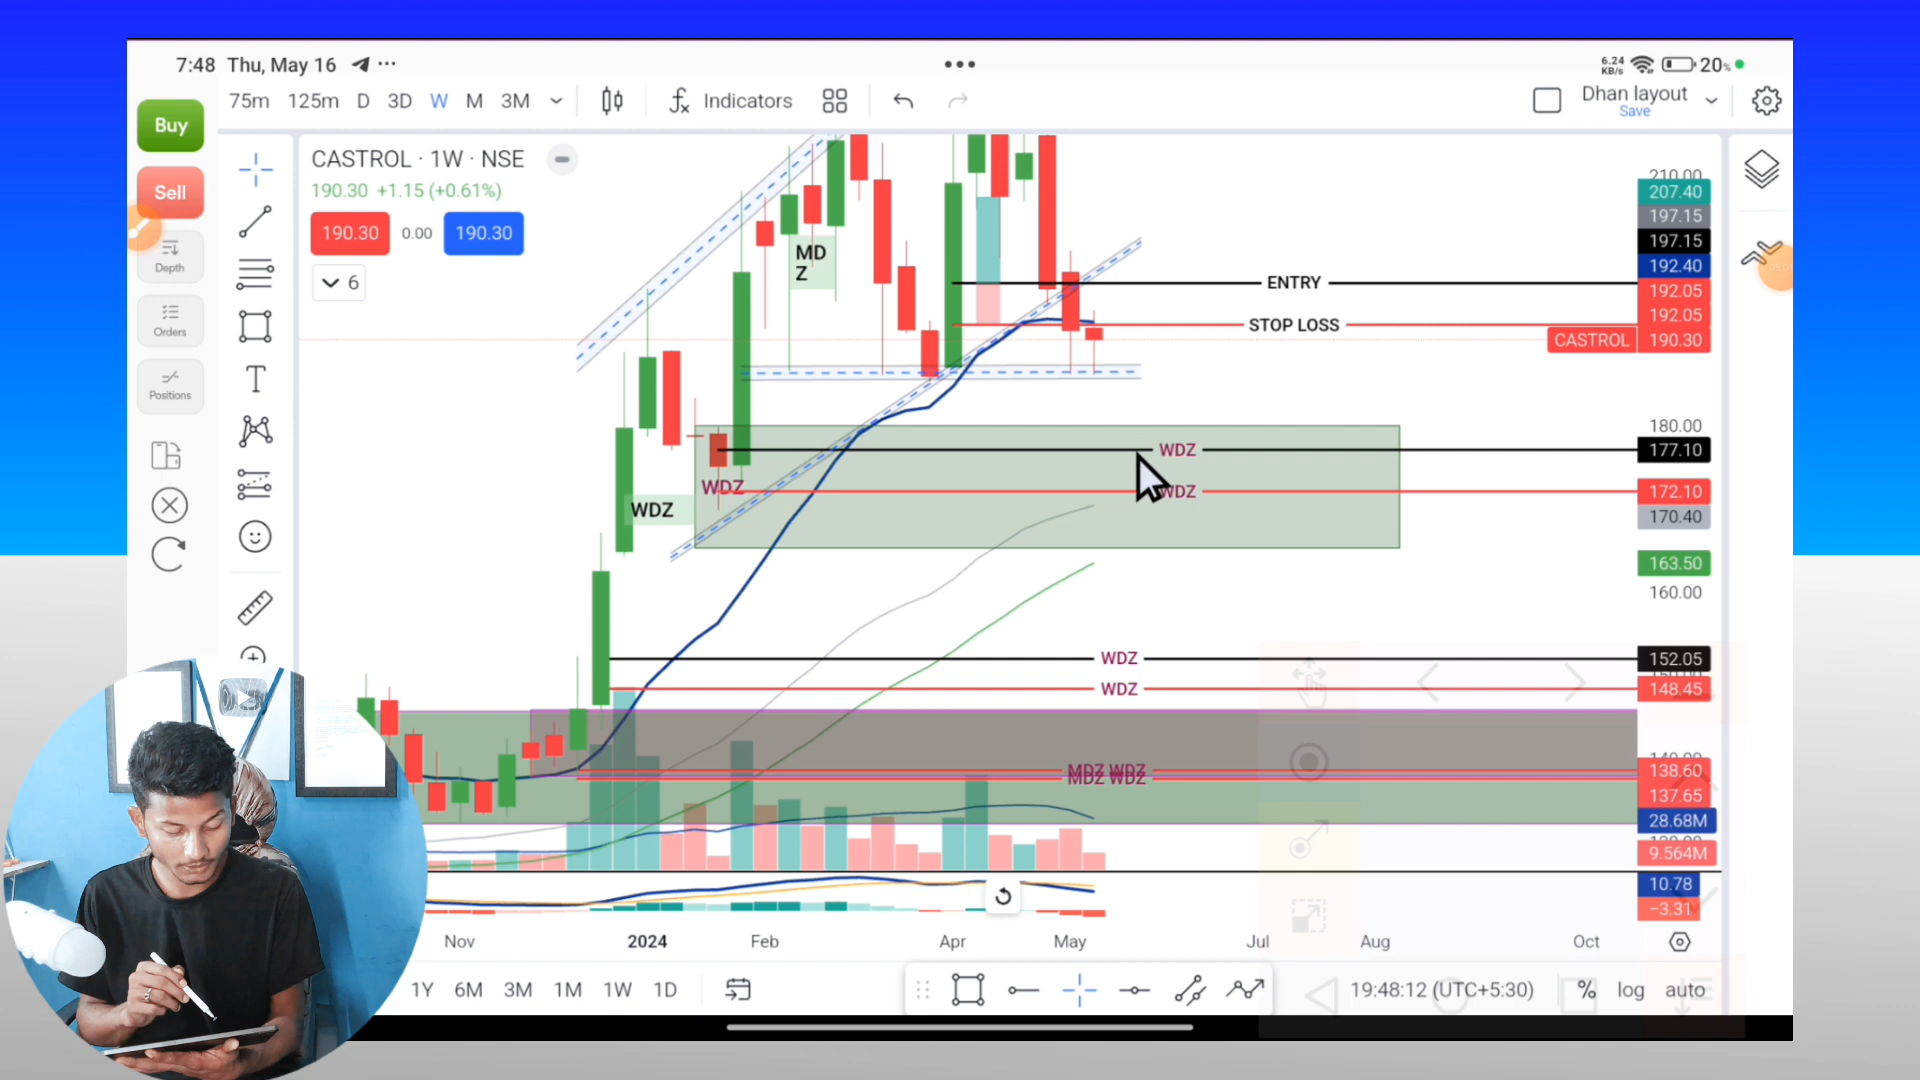 7:48 Thu, May 16 ...
6.24 KB/s 20%
Buy
75m 125m D 3D W M 3M Indicators Dhan layout
Save
Sell
CASTROL · 1W · NSE
190.30 +1.15 (+0.61%)
190.30 0.00 190.30
6
Depth
Orders
Positions
T
MD
Z
ENTRY
STOP LOSS
WDZ
WDZ
WDZ
WDZ
WDZ
WDZ
MDZ WDZ
MDZ WDZ
210.00
207.40
197.15
197.15
192.40
192.05
192.05
CASTROL 190.30
180.00
177.10
172.10
170.40
163.50
160.00
152.05
148.45
138.60
137.65
28.68M
9.564M
10.78
−3.31
Nov 2024 Feb Apr May Jul Aug Oct
1Y 6M 3M 1M 1W 1D 19:48:12 (UTC+5:30) % log auto